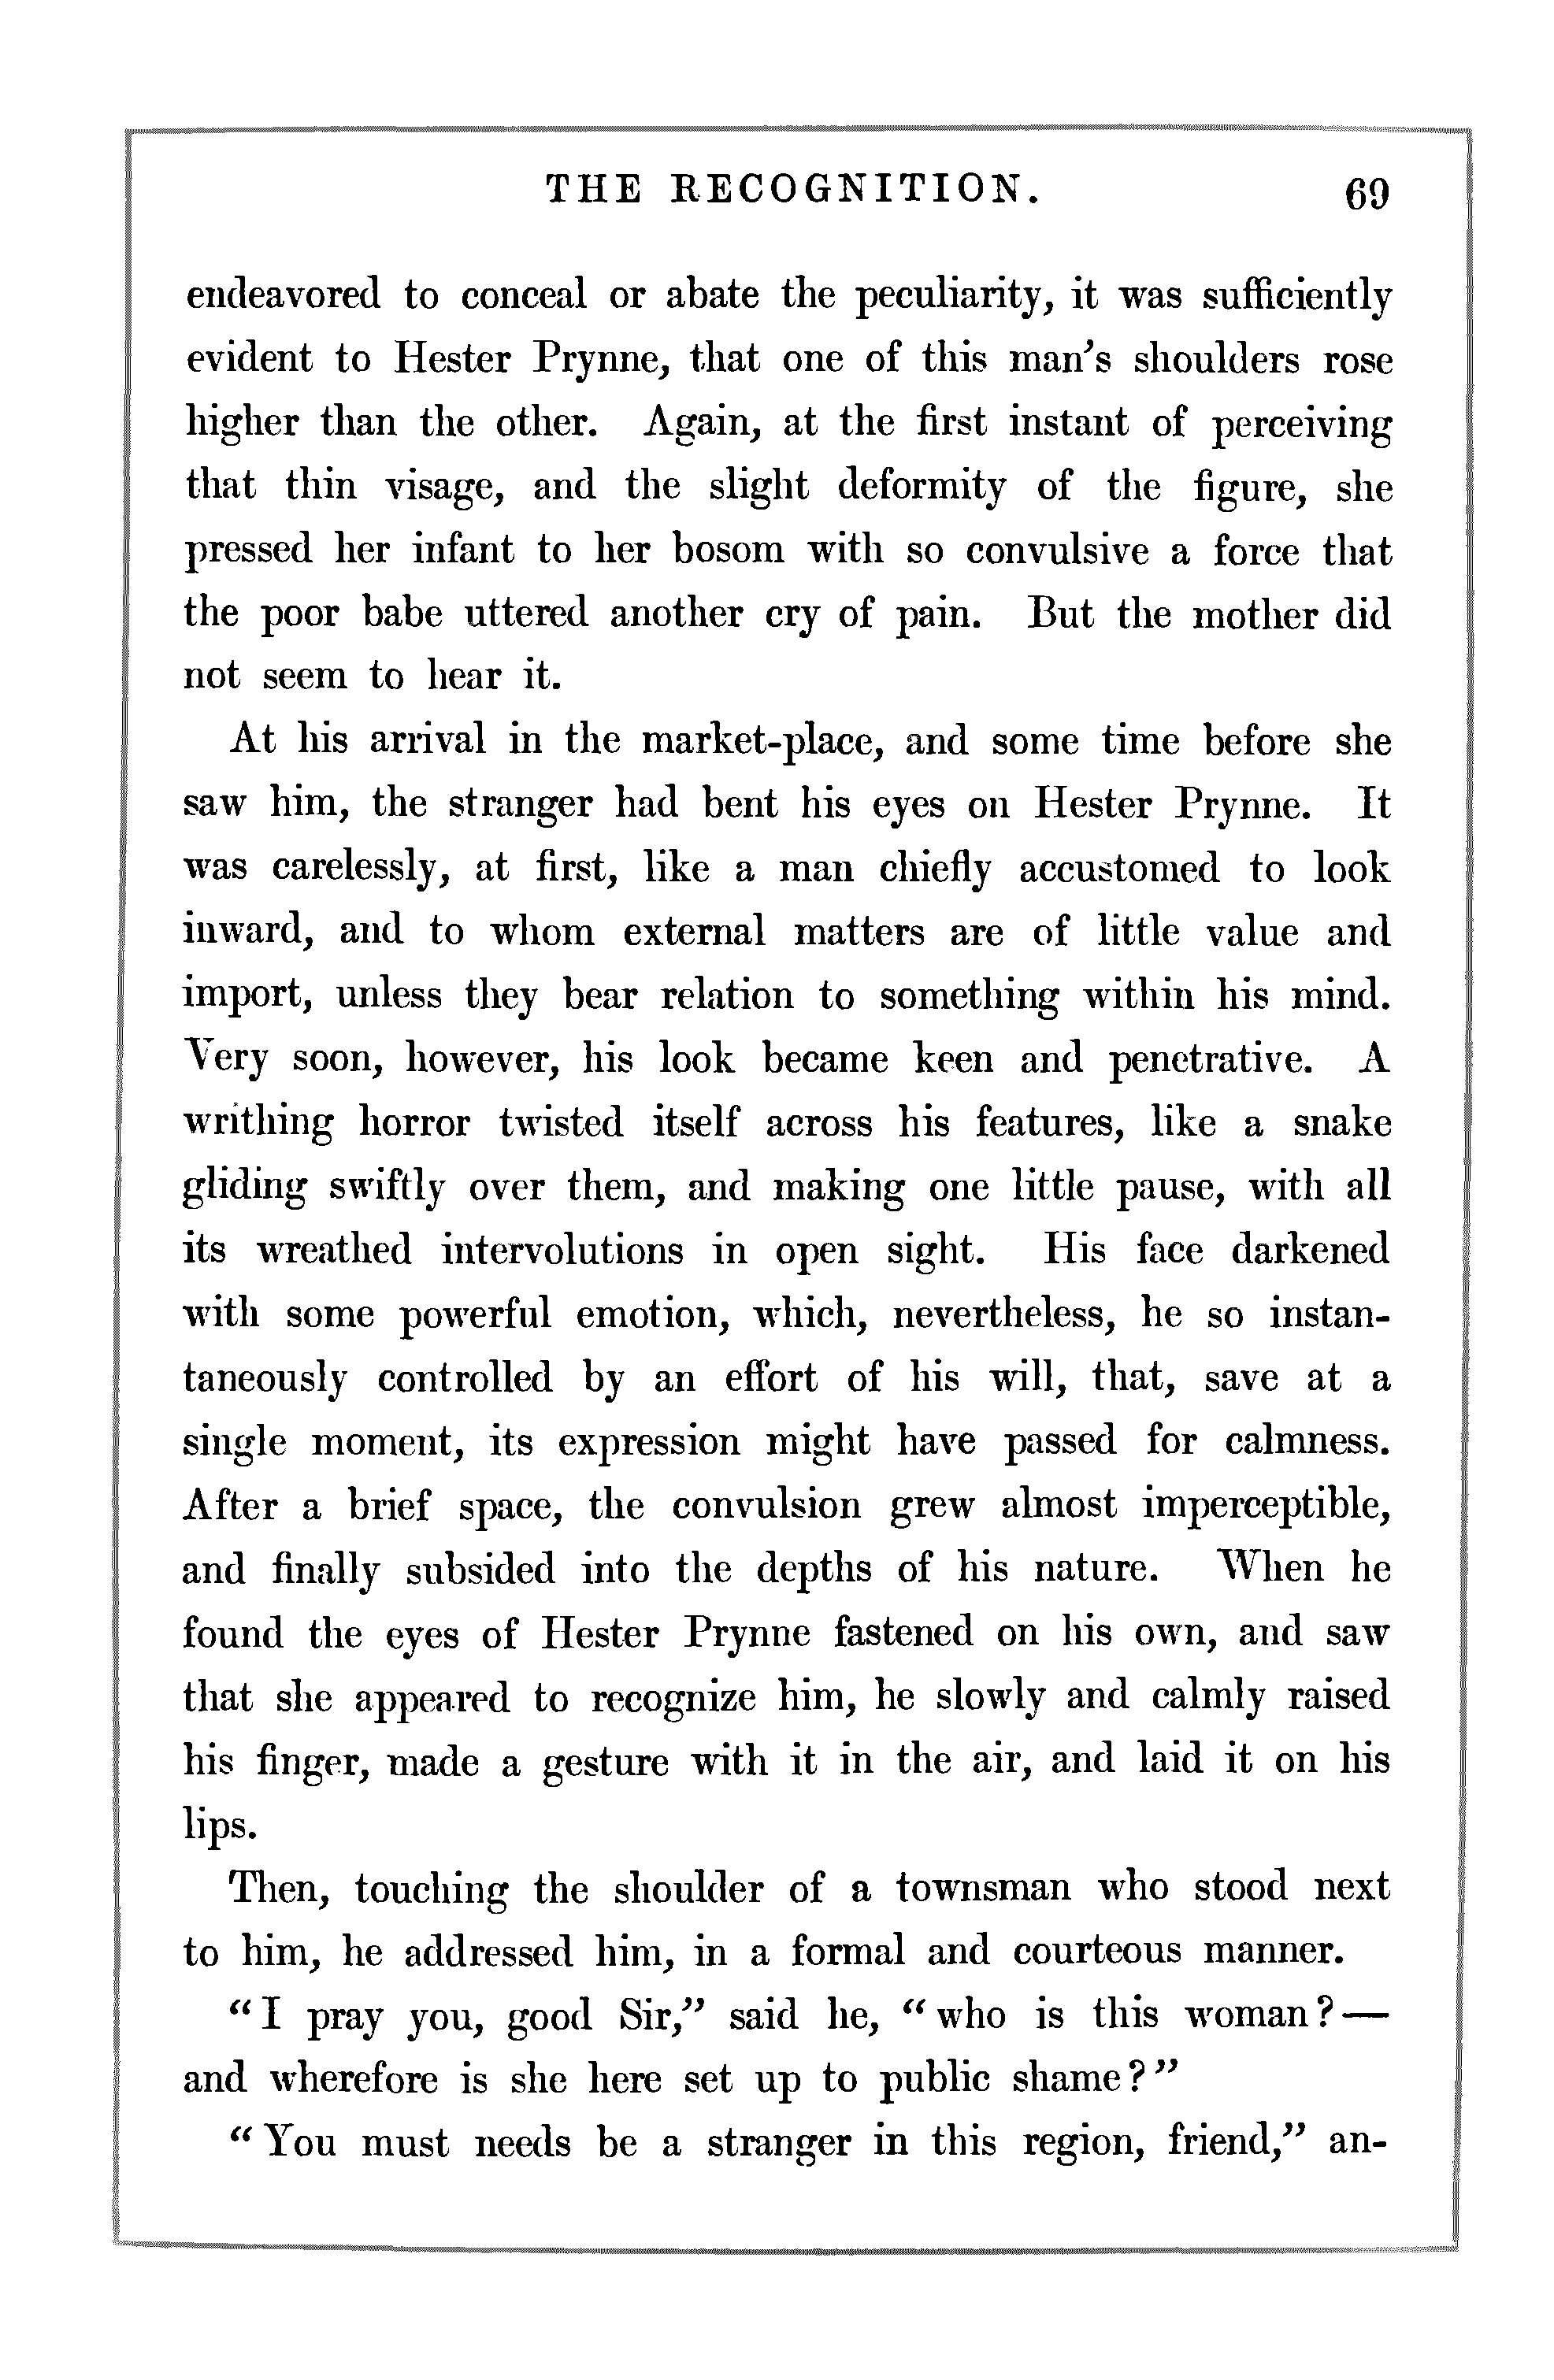 THE RECOGNITION. 69
endeavored to conceal or abate the peculiarity, it was sufficiently
evident to Hester Prynne, that one of this man's shoulders rose
higher than the other. Again, at the first instant of perceiving
that thin visage, and the slight deformity of the figure, she
pressed her infant to her bosom with so convulsive a force that
the poor babe uttered another cry of pain. But the mother did
not seem to hear it.
At his arrival in the market-place, and some time before she
saw him, the stranger had bent his eyes on Hester Prynne. It
was carelessly, at first, like a man chiefly accustomed to look
inward, and to whom external matters are of little value and
import, unless they bear relation to something within his mind.
Very soon, however, his look became keen and penetrative. A
writhing horror twisted itself across his features, like a snake
gliding swiftly over them, and making one little pause, with all
its wreathed intervolutions in open sight. His face darkened
with some powerful emotion, which, nevertheless, he so instan-
taneously controlled by an effort of his will, that, save at a
single moment, its expression might have passed for calmness.
After a brief space, the convulsion grew almost imperceptible,
and finally subsided into the depths of his nature. When he
found the eyes of Hester Prynne fastened on his own, and saw
that she appeared to recognize him, he slowly and calmly raised
his finger, made a gesture with it in the air, and laid it on his
lips.
Then, touching the shoulder of a townsman who stood next
to him, he addressed him, in a formal and courteous manner.
“I pray you, good Sir,” said he, “who is this woman?—
and wherefore is she here set up to public shame?”
“You must needs be a stranger in this region, friend,” an-